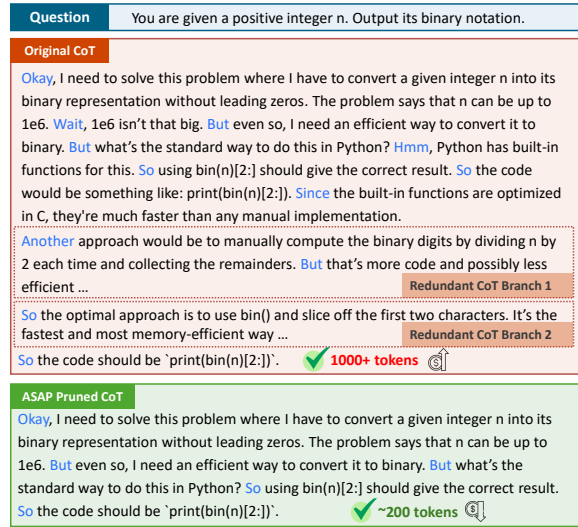 Question
You are given a positive integer n. Output its binary notation.
Original CoT
Okay, I need to solve this problem where I have to convert a given integer n into its
binary representation without leading zeros. The problem says that n can be up to
1e6. Wait, 1e6 isn't that big. But even so, I need an efficient way to convert it to
binary. But what's the standard way to do this in Python? Hmm, Python has built-in
functions for this. So using bin(n)[2:] should give the correct result. So the code
would be something like: print(bin(n)[2:]). Since the built-in functions are optimized
in C, they're much faster than any manual implementation.
Another approach would be to manually compute the binary digits by dividing n by
2 each time and collecting the remainders. But that's more code and possibly less
efficient ...
Redundant CoT Branch 1
So the optimal approach is to use bin() and slice off the first two characters. It's the
fastest and most memory-efficient way ...
Redundant CoT Branch 2
So the code should be `print(bin(n)[2:])`.
1000+ tokens
ASAP Pruned CoT
Okay, I need to solve this problem where I have to convert a given integer n into its
binary representation without leading zeros. The problem says that n can be up to
1e6. But even so, I need an efficient way to convert it to binary. But what's the
standard way to do this in Python? So using bin(n)[2:] should give the correct result.
So the code should be `print(bin(n)[2:])`.
~200 tokens